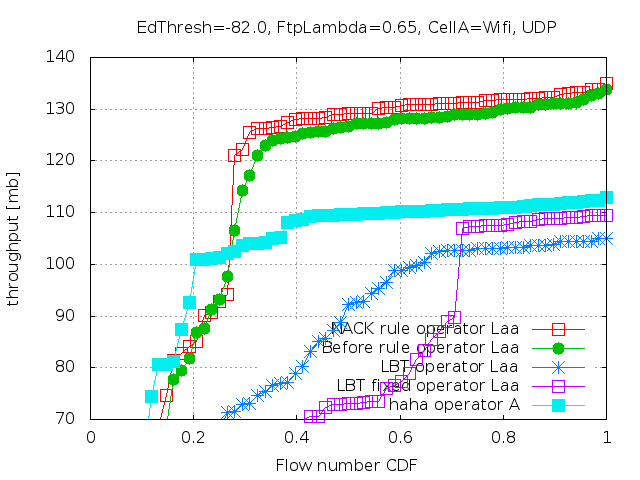 EdThresh=-82.0, FtpLambda=0.65, CellA=Wifi, UDP
throughput [mb]
140
130
120
110
100
90
80
70
NACK rule operator Laa
Before rule operator Laa
LBT operator Laa
LBT fixed operator Laa
haha operator A
0 0.2 0.4 0.6 0.8 1
Flow number CDF